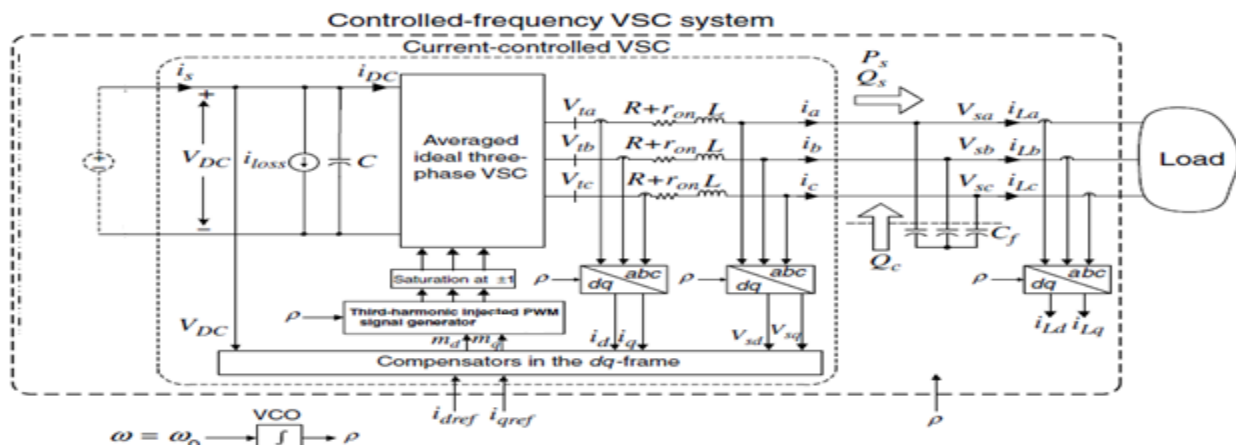 Controlled-frequency VSC system
Current-controlled VSC
i_s
i_DC
P_s
Q_s
+
V_DC
−
i_loss
C
Averaged
ideal three-
phase VSC
V_ta R+r_on L i_a V_sa i_La
V_tb R+r_on L i_b V_sb i_Lb
V_tc R+r_on L i_c V_sc i_Lc
Load
Q_c
C_f
Saturation at ±1
ρ abc dq
ρ abc dq
ρ abc dq
ρ Third-harmonic injected PWM
signal generator
V_DC
m_d m_q
i_d i_q
V_sd V_sq
i_Ld i_Lq
Compensators in the dq-frame
i_dref i_qref
ρ
VCO
ω = ω_0 ∫ ρ